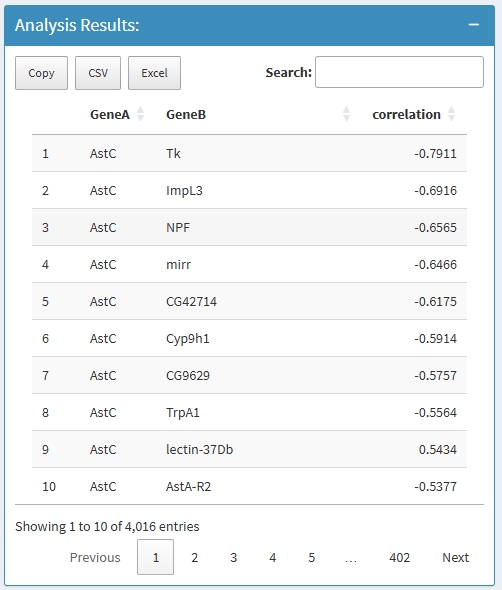 Analysis Results: −
Copy CSV Excel Search:
GeneA GeneB correlation
1 AstC Tk -0.7911
2 AstC ImpL3 -0.6916
3 AstC NPF -0.6565
4 AstC mirr -0.6466
5 AstC CG42714 -0.6175
6 AstC Cyp9h1 -0.5914
7 AstC CG9629 -0.5757
8 AstC TrpA1 -0.5564
9 AstC lectin-37Db 0.5434
10 AstC AstA-R2 -0.5377
Showing 1 to 10 of 4,016 entries
Previous 1 2 3 4 5 … 402 Next